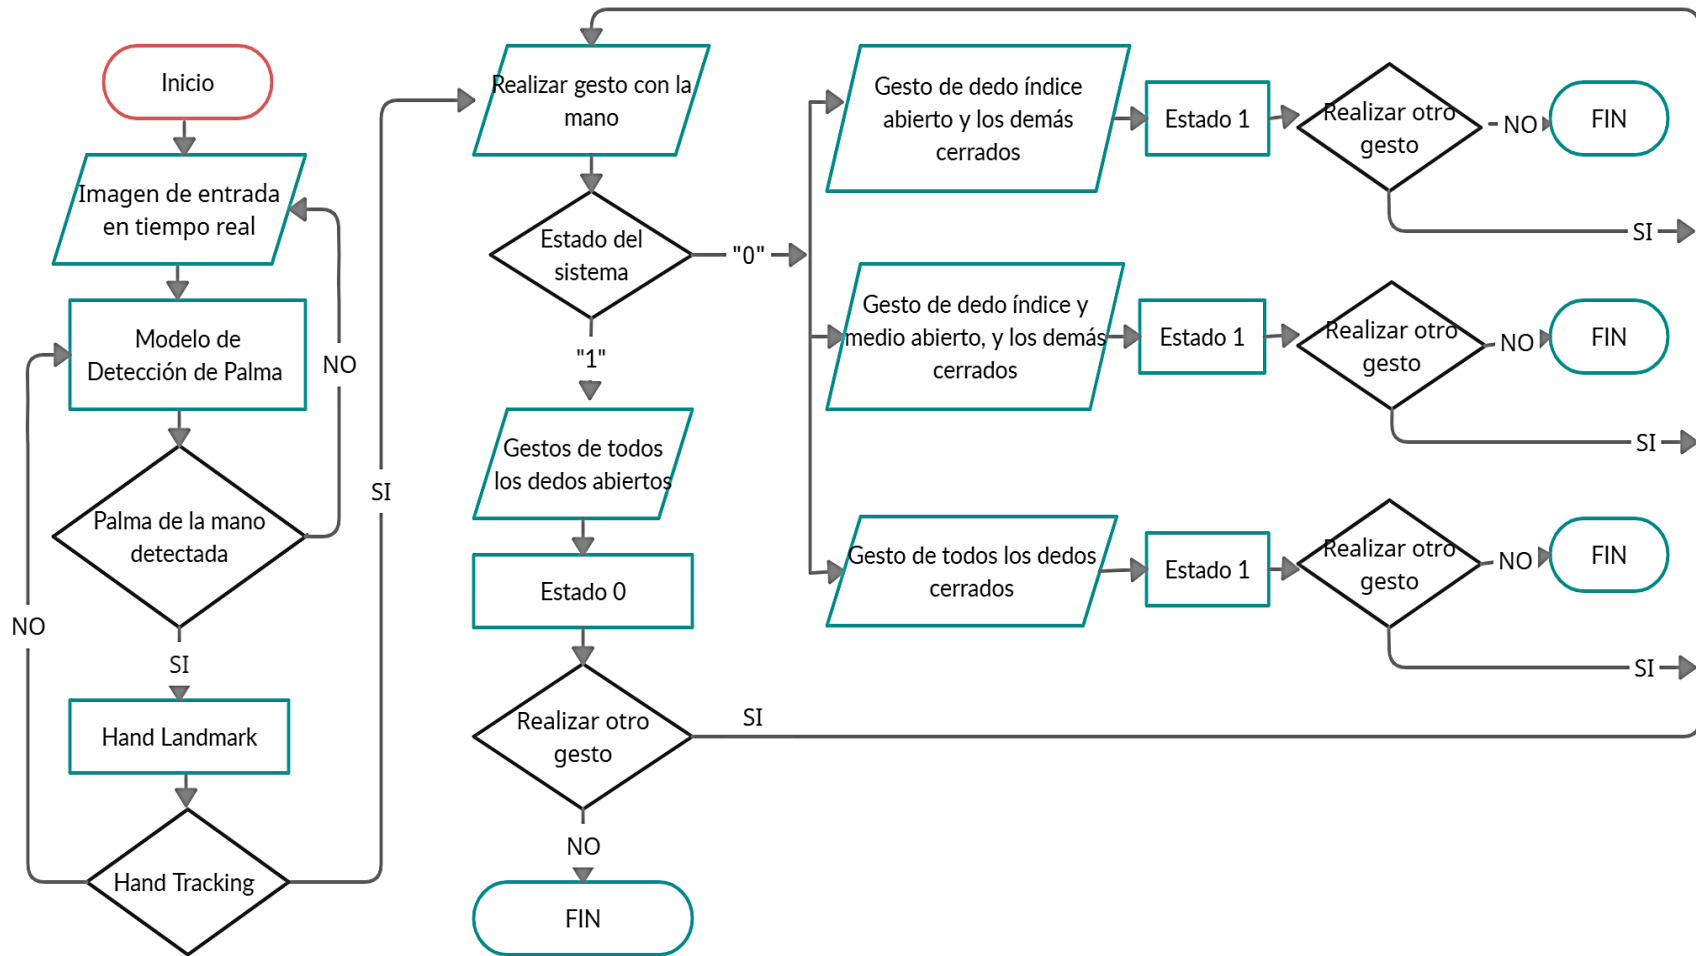 Inicio
Imagen de entrada
en tiempo real
Modelo de
Detección de Palma
NO
Palma de la mano
detectada
SI
NO
Hand Landmark
Hand Tracking
SI
Realizar gesto con la
mano
Estado del
sistema
"0"
"1"
Gestos de todos
los dedos abiertos
Estado 0
Realizar otro
gesto
SI
NO
FIN
Gesto de dedo índice
abierto y los demás
cerrados
Estado 1
Realizar otro
gesto
NO
FIN
SI
Gesto de dedo índice y
medio abierto, y los demás
cerrados
Estado 1
Realizar otro
gesto
NO
FIN
SI
Gesto de todos los dedos
cerrados
Estado 1
Realizar otro
gesto
NO
FIN
SI